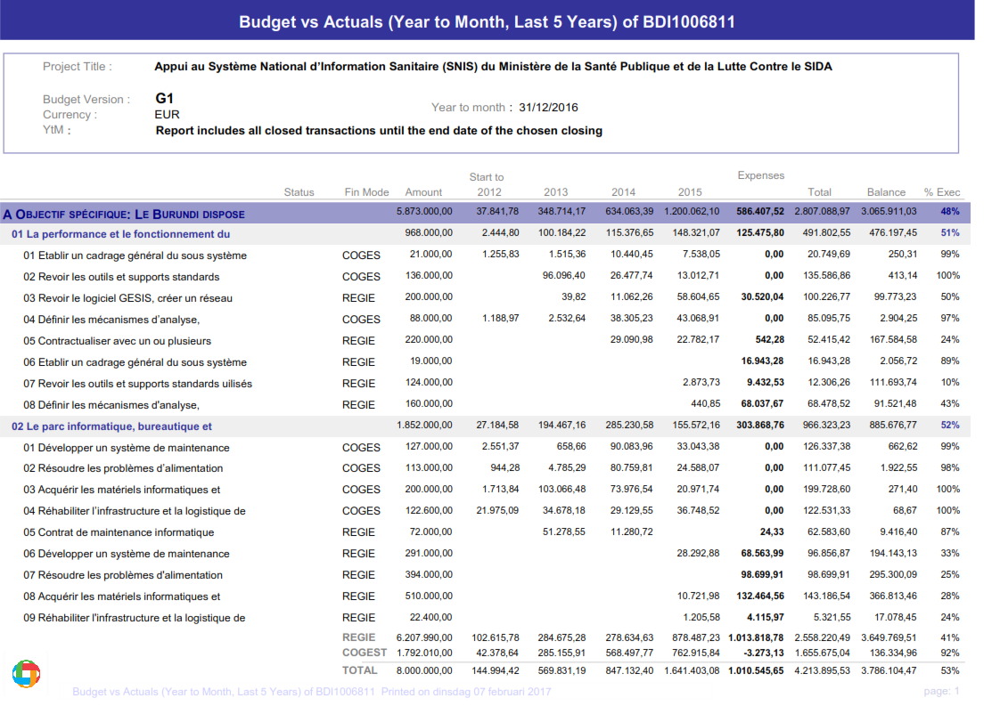 Budget vs Actuals (Year to Month, Last 5 Years) of BDI1006811
Project Title : Appui au Système National d'Information Sanitaire (SNIS) du Ministère de la Santé Publique et de la Lutte Contre le SIDA
Budget Version : G1
Currency : EUR
Year to month : 31/12/2016
YtM : Report includes all closed transactions until the end date of the chosen closing
Start to Expenses
Status Fin Mode Amount 2012 2013 2014 2015 Total Balance % Exec
A OBJECTIF SPÉCIFIQUE: LE BURUNDI DISPOSE 5.873.000,00 37.841,78 348.714,17 634.063,39 1.200.062,10 586.407,52 2.807.088,97 3.065.911,03 48%
01 La performance et le fonctionnement du 968.000,00 2.444,80 100.184,22 115.376,65 148.321,07 125.475,80 491.802,55 476.197,45 51%
01 Etablir un cadrage général du sous système COGES 21.000,00 1.255,83 1.515,36 10.440,45 7.538,05 0,00 20.749,69 250,31 99%
02 Revoir les outils et supports standards COGES 136.000,00 96.096,40 26.477,74 13.012,71 0,00 135.586,86 413,14 100%
03 Revoir le logiciel GESIS, créer un réseau REGIE 200.000,00 39,82 11.062,26 58.604,65 30.520,04 100.226,77 99.773,23 50%
04 Définir les mécanismes d'analyse, COGES 88.000,00 1.188,97 2.532,64 38.305,23 43.068,91 0,00 85.095,75 2.904,25 97%
05 Contractualiser avec un ou plusieurs REGIE 220.000,00 29.090,98 22.782,17 542,28 52.415,42 167.584,58 24%
06 Etablir un cadrage général du sous système REGIE 19.000,00 16.943,28 16.943,28 2.056,72 89%
07 Revoir les outils et supports standards uilisés REGIE 124.000,00 2.873,73 9.432,53 12.306,26 111.693,74 10%
08 Définir les mécanismes d'analyse, REGIE 160.000,00 440,85 68.037,67 68.478,52 91.521,48 43%
02 Le parc informatique, bureautique et 1.852.000,00 27.184,58 194.467,16 285.230,58 155.572,16 303.868,76 966.323,23 885.676,77 52%
01 Développer un système de maintenance COGES 127.000,00 2.551,37 658,66 90.083,96 33.043,38 0,00 126.337,38 662,62 99%
02 Résoudre les problèmes d'alimentation COGES 113.000,00 944,28 4.785,29 80.759,81 24.588,07 0,00 111.077,45 1.922,55 98%
03 Acquérir les matériels informatiques et COGES 200.000,00 1.713,84 103.066,48 73.976,54 20.971,74 0,00 199.728,60 271,40 100%
04 Réhabiliter l'infrastructure et la logistique de COGES 122.600,00 21.975,09 34.678,18 29.129,55 36.748,52 0,00 122.531,33 68,67 100%
05 Contrat de maintenance informatique REGIE 72.000,00 51.278,55 11.280,72 24,33 62.583,60 9.416,40 87%
06 Développer un système de maintenance REGIE 291.000,00 28.292,88 68.563,99 96.856,87 194.143,13 33%
07 Résoudre les problèmes d'alimentation REGIE 394.000,00 98.699,91 98.699,91 295.300,09 25%
08 Acquérir les matériels informatiques et REGIE 510.000,00 10.721,98 132.464,56 143.186,54 366.813,46 28%
09 Réhabiliter l'infrastructure et la logistique de REGIE 22.400,00 1.205,58 4.115,97 5.321,55 17.078,45 24%
REGIE 6.207.990,00 102.615,78 284.675,28 278.634,63 878.487,23 1.013.818,78 2.558.220,49 3.649.769,51 41%
COGEST 1.792.010,00 42.378,64 285.155,91 568.497,77 762.915,84 -3.273,13 1.655.675,04 136.334,96 92%
TOTAL 8.000.000,00 144.994,42 569.831,19 847.132,40 1.641.403,08 1.010.545,65 4.213.895,53 3.786.104,47 53%
Budget vs Actuals (Year to Month, Last 5 Years) of BDI1006811 Printed on dinsdag 07 februari 2017 page: 1